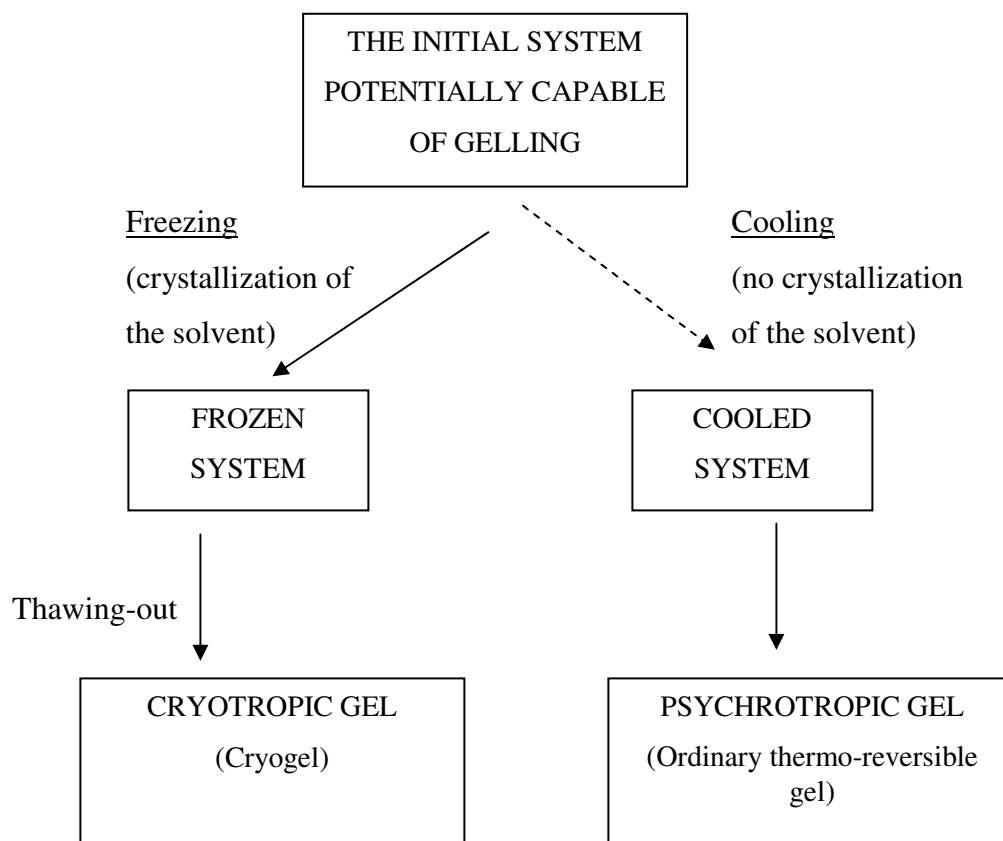 THE INITIAL SYSTEM
POTENTIALLY CAPABLE
OF GELLING
Freezing
(crystallization of
the solvent)
Cooling
(no crystallization
of the solvent)
FROZEN
SYSTEM
COOLED
SYSTEM
Thawing-out
CRYOTROPIC GEL
(Cryogel)
PSYCHROTROPIC GEL
(Ordinary thermo-reversible
gel)